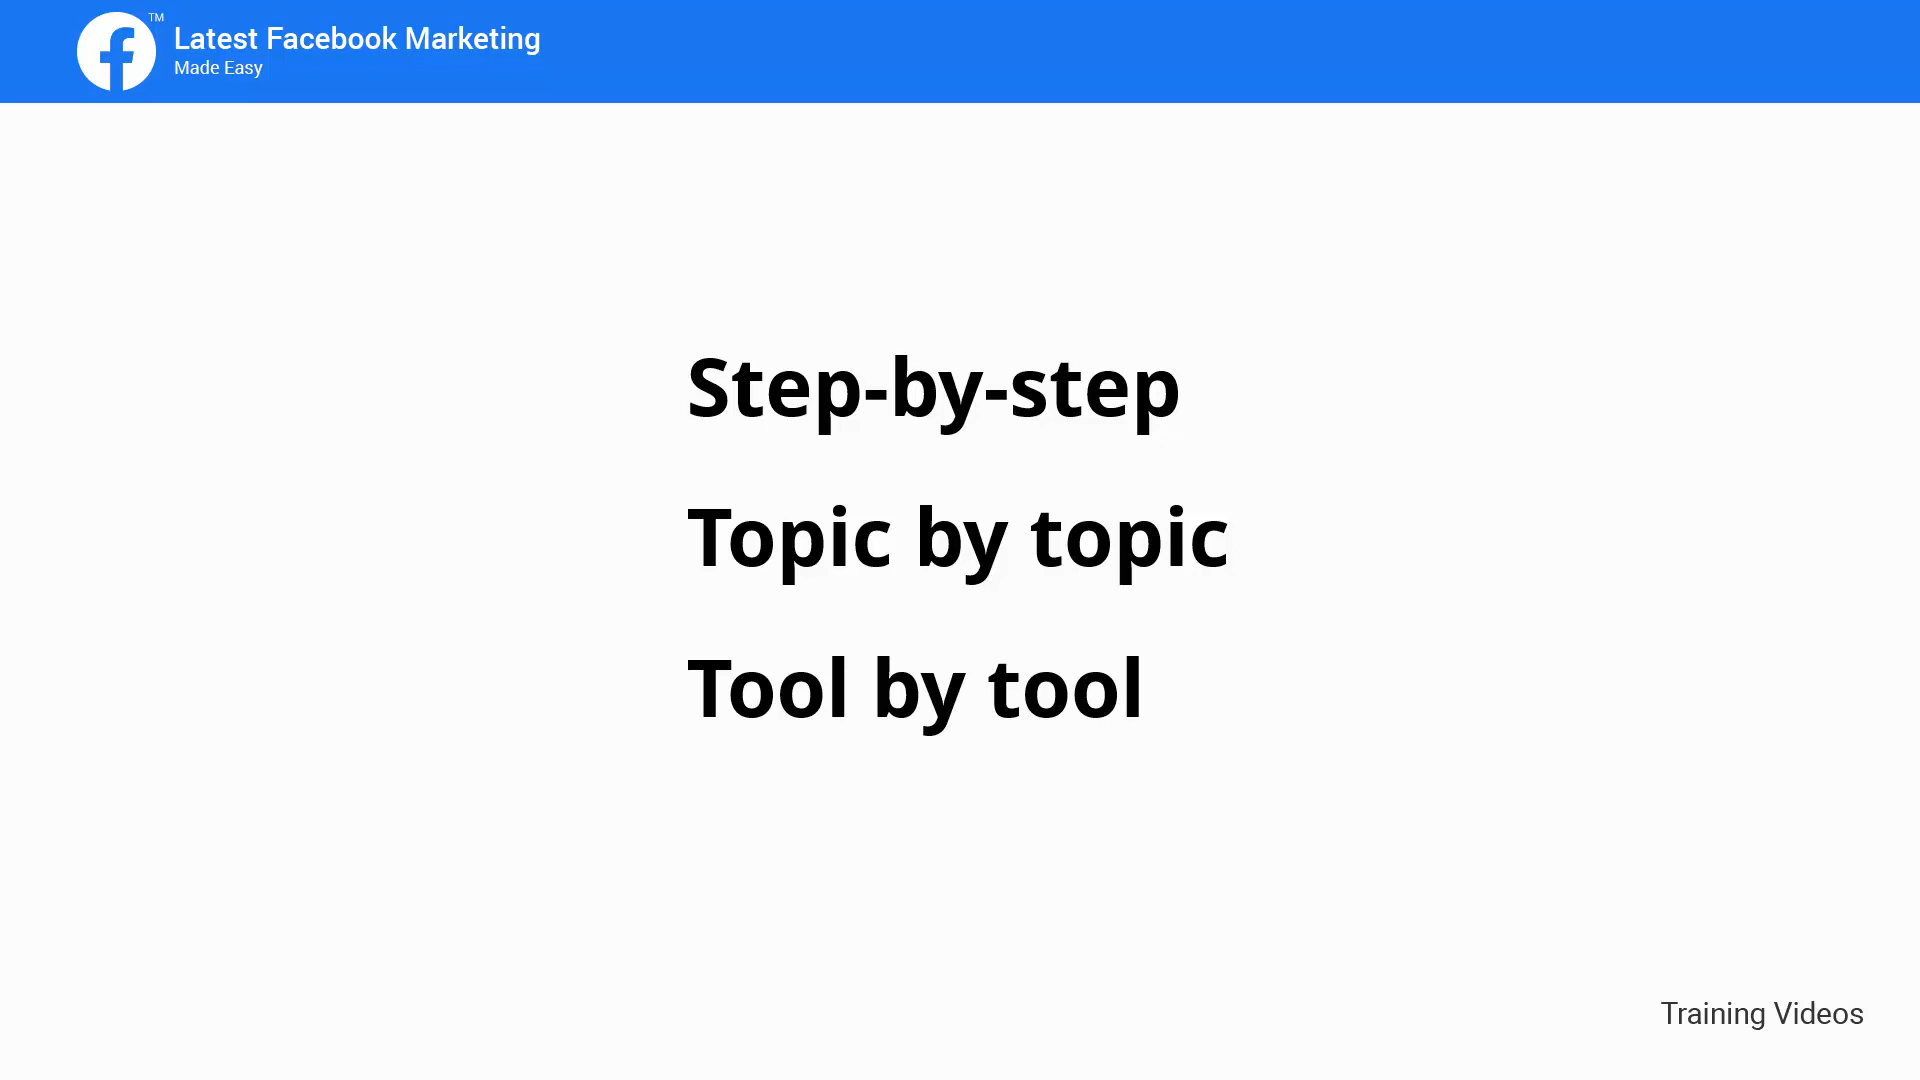 TM
Latest Facebook Marketing
Made Easy
Step-by-step
Topic by topic
Tool by tool
Training Videos